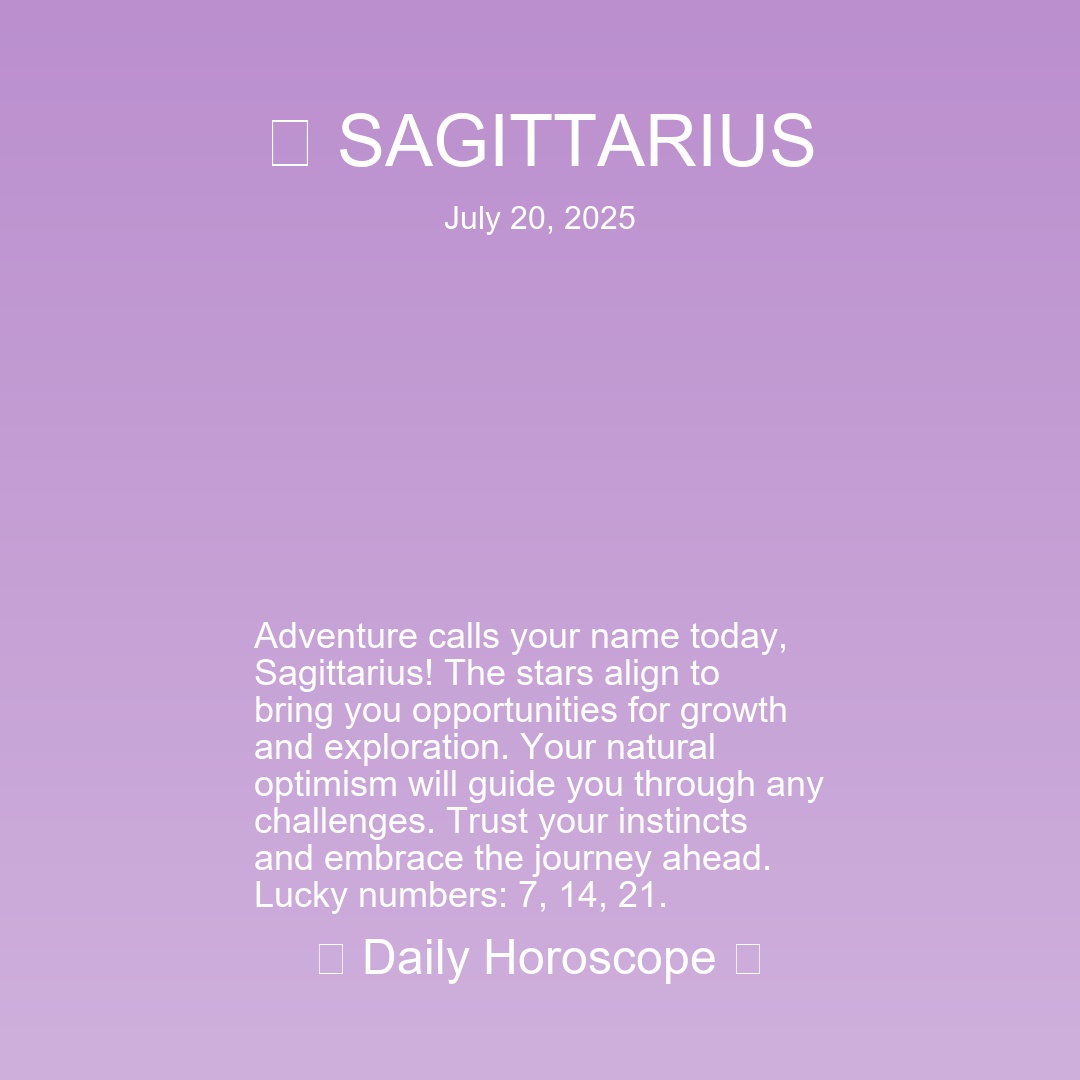 □ SAGITTARIUS
July 20, 2025
Adventure calls your name today,
Sagittarius! The stars align to
bring you opportunities for growth
and exploration. Your natural
optimism will guide you through any
challenges. Trust your instincts
and embrace the journey ahead.
Lucky numbers: 7, 14, 21.
□ Daily Horoscope □